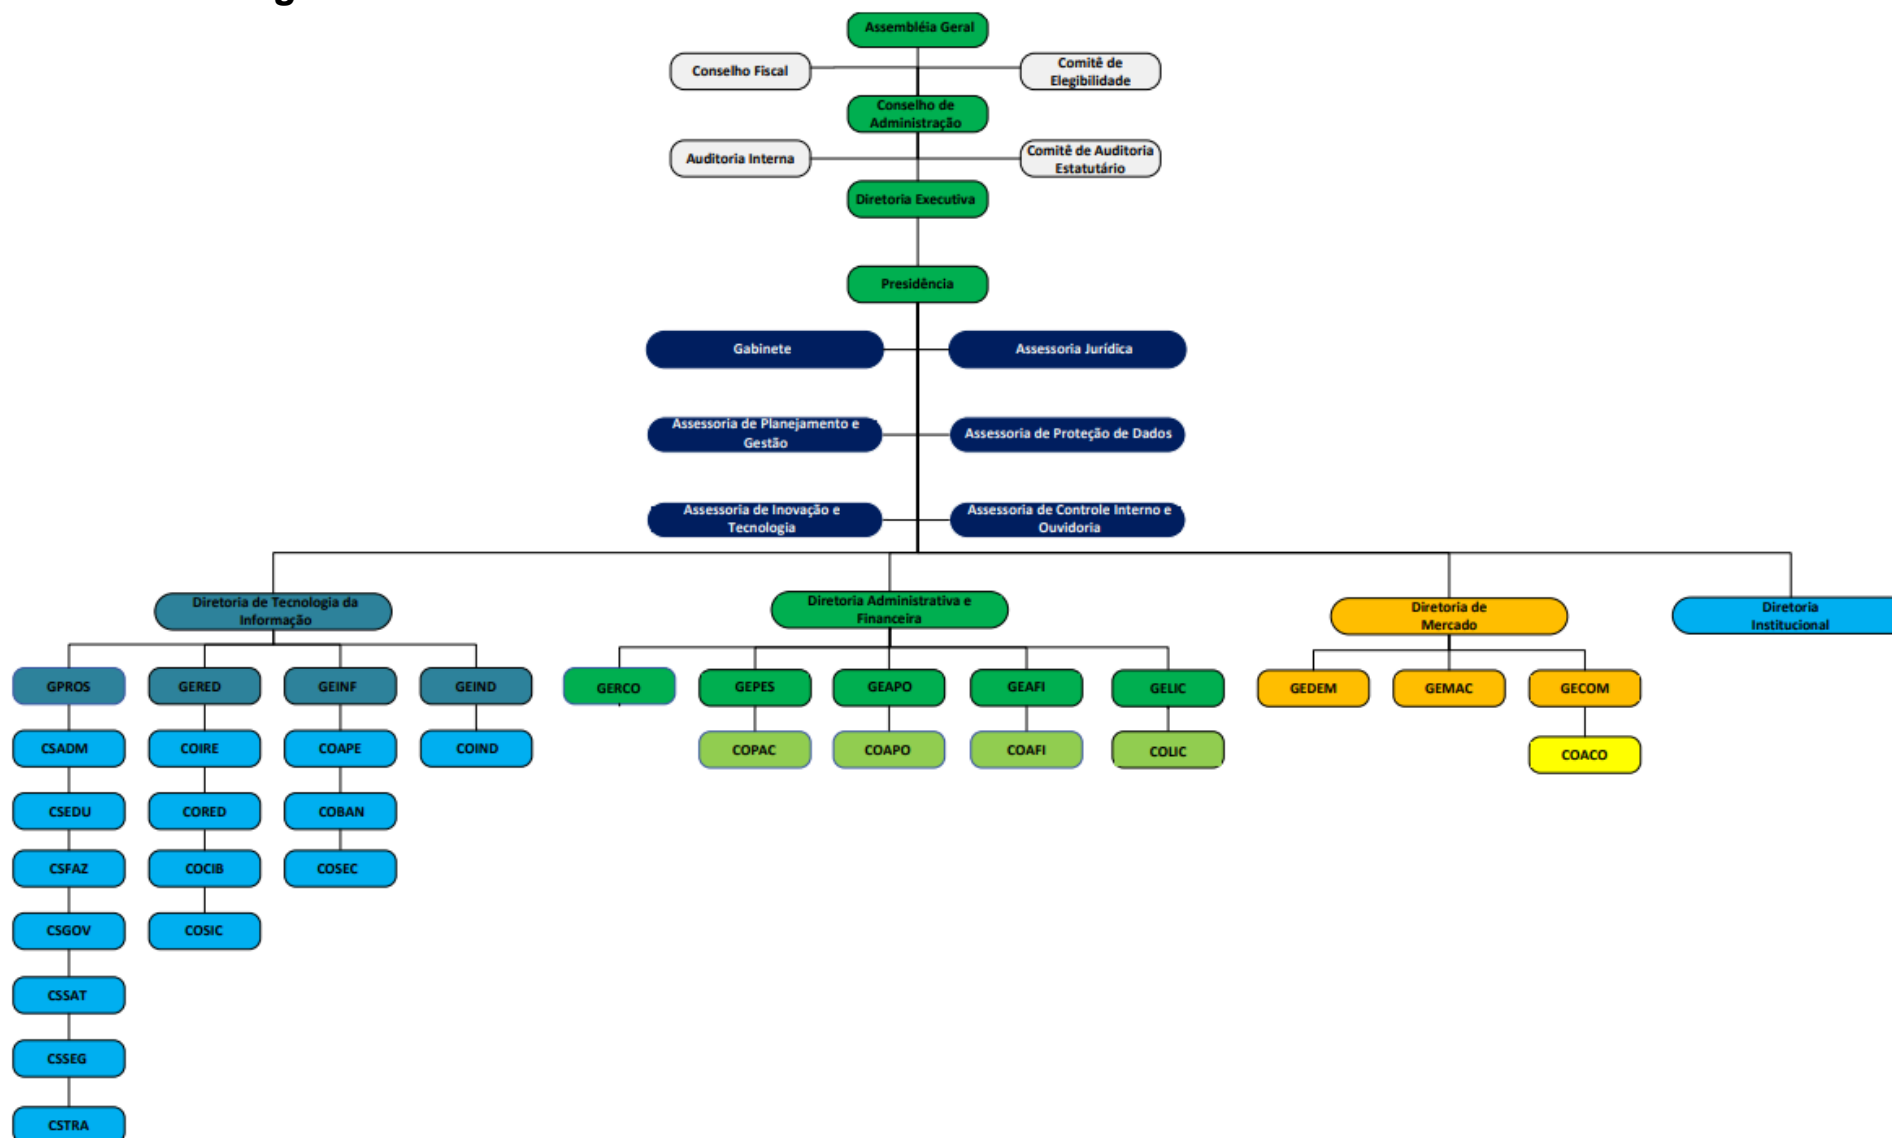 g
Assembléia Geral
Conselho Fiscal
Comitê de
Elegibilidade
Conselho de
Administração
Auditoria Interna
Comitê de Auditoria
Estatutário
Diretoria Executiva
Presidência
Gabinete
Assessoria Jurídica
Assessoria de Planejamento e
Gestão
Assessoria de Proteção de Dados
Assessoria de Inovação e
Tecnologia
Assessoria de Controle Interno e
Ouvidoria
Diretoria de Tecnologia da
Informação
Diretoria Administrativa e
Financeira
Diretoria de
Mercado
Diretoria
Institucional
GPROS
GERED
GEINF
GEIND
GERCO
GEPES
GEAPO
GEAFI
GELIC
GEDEM
GEMAC
GECOM
CSADM
COIRE
COAPE
COIND
COPAC
COAPO
COAFI
COLIC
COACO
CSEDU
CORED
COBAN
CSFAZ
COCIB
COSEC
CSGOV
COSIC
CSSAT
CSSEG
CSTRA